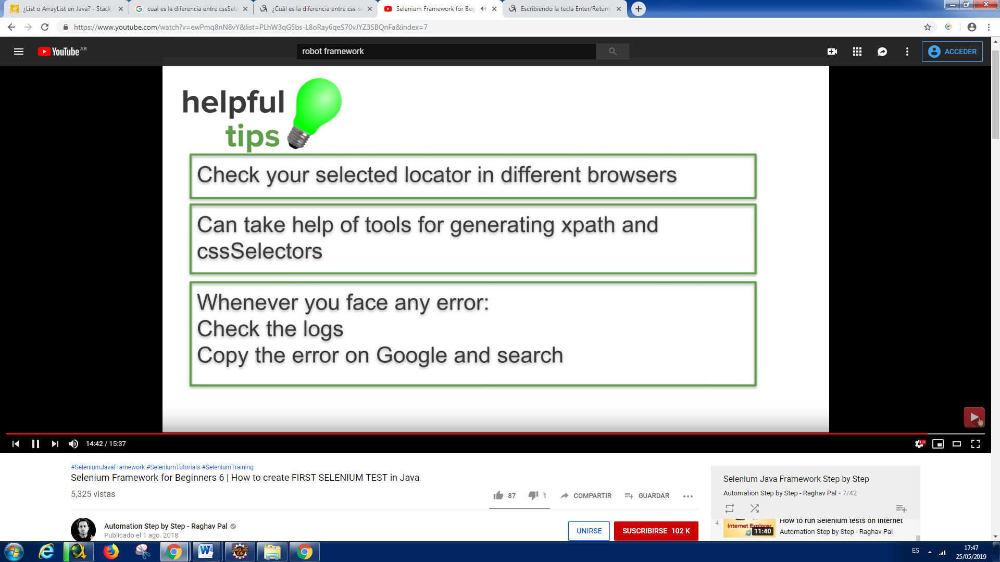 ¿List o ArrayList en Java? - Stack
cual es la diferencia entre cssSele
¿Cuál es la diferencia entre css-se
Selenium Framework for Beg
Escribiendo la tecla Enter/Return
https://www.youtube.com/watch?v=ewPmq8nN8vY&list=PLhW3qG5bs-L8oRay6qeS70vJYZ3SBQnFa&index=7
YouTube AR
robot framework
ACCEDER
helpful
tips
Check your selected locator in different browsers
Can take help of tools for generating xpath and
cssSelectors
Whenever you face any error:
Check the logs
Copy the error on Google and search
14:42 / 15:37
HD
#SeleniumJavaFramework #SeleniumTutorials #SeleniumTraining
Selenium Framework for Beginners 6 | How to create FIRST SELENIUM TEST in Java
5,325 vistas
87
1
COMPARTIR
GUARDAR
Automation Step by Step - Raghav Pal
Publicado el 1 ago. 2018
UNIRSE
SUSCRIBIRSE 102 K
Selenium Java Framework Step by Step
Automation Step by Step - Raghav Pal - 7/42
4
Internet Explorer
11:40
How to run Selenium tests on Internet
Automation Step by Step - Raghav Pal
Java EE
IDE
ES
17:47
25/05/2019